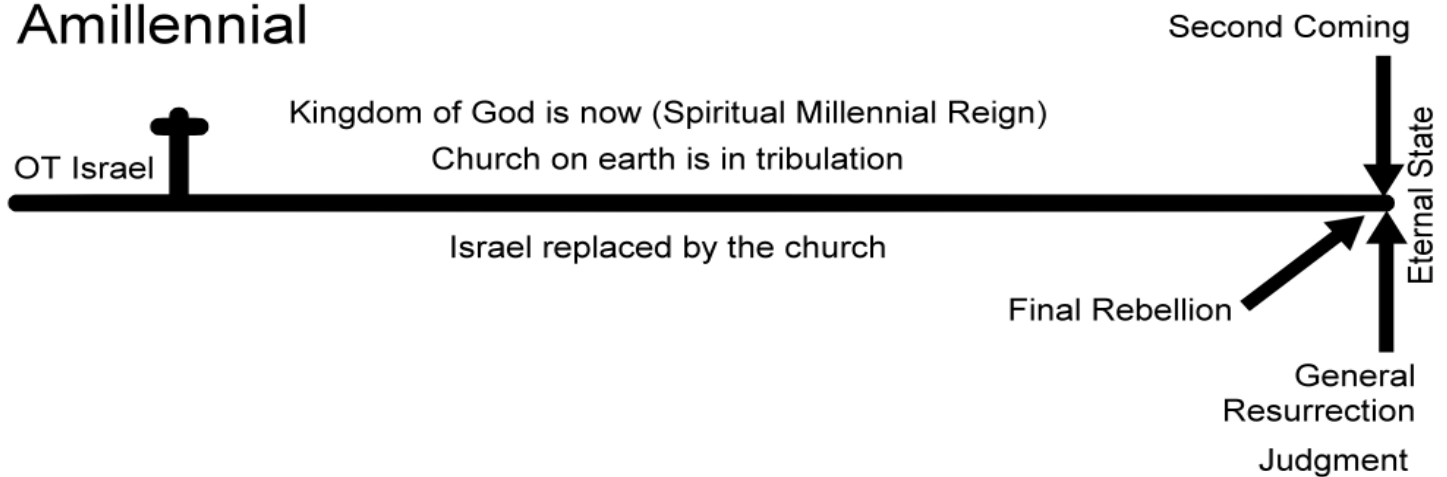 Amillennial
Second Coming
Kingdom of God is now (Spiritual Millennial Reign)
Church on earth is in tribulation
OT Israel
Eternal State
Israel replaced by the church
Final Rebellion
General
Resurrection
Judgment